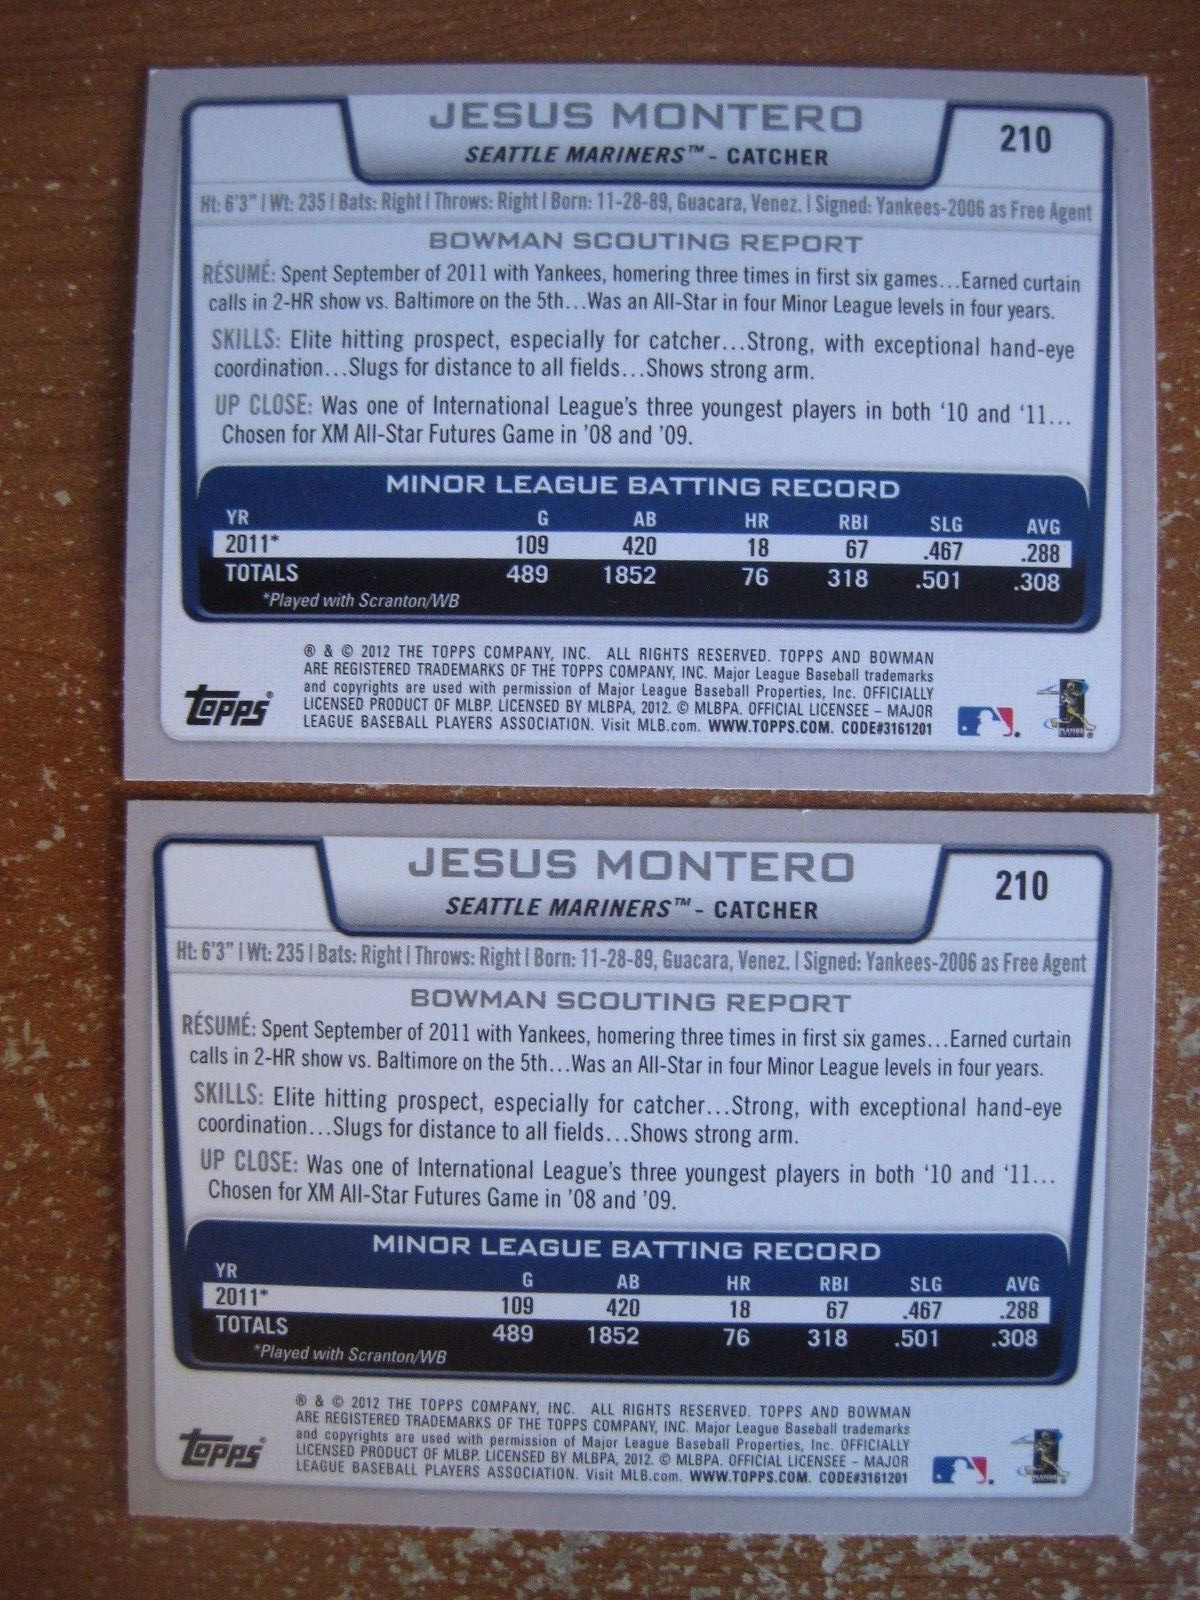 JESUS MONTERO
SEATTLE MARINERS™ - CATCHER
210
Ht: 6'3" | Wt: 235 | Bats: Right | Throws: Right | Born: 11-28-89, Guacara, Venez. | Signed: Yankees-2006 as Free Agent
BOWMAN SCOUTING REPORT
RÉSUMÉ: Spent September of 2011 with Yankees, homering three times in first six games...Earned curtain
calls in 2-HR show vs. Baltimore on the 5th...Was an All-Star in four Minor League levels in four years.
SKILLS: Elite hitting prospect, especially for catcher...Strong, with exceptional hand-eye
coordination...Slugs for distance to all fields...Shows strong arm.
UP CLOSE: Was one of International League's three youngest players in both '10 and '11...
Chosen for XM All-Star Futures Game in '08 and '09.
MINOR LEAGUE BATTING RECORD
YR G AB HR RBI SLG AVG
2011* 109 420 18 67 .467 .288
TOTALS 489 1852 76 318 .501 .308
*Played with Scranton/WB
® & © 2012 THE TOPPS COMPANY, INC. ALL RIGHTS RESERVED. TOPPS AND BOWMAN
ARE REGISTERED TRADEMARKS OF THE TOPPS COMPANY, INC. Major League Baseball trademarks
and copyrights are used with permission of Major League Baseball Properties, Inc. OFFICIALLY
LICENSED PRODUCT OF MLBP. LICENSED BY MLBPA, 2012. © MLBPA. OFFICIAL LICENSEE – MAJOR
LEAGUE BASEBALL PLAYERS ASSOCIATION. Visit MLB.com. WWW.TOPPS.COM. CODE#3161201
Topps
JESUS MONTERO
SEATTLE MARINERS™ - CATCHER
210
Ht: 6'3" | Wt: 235 | Bats: Right | Throws: Right | Born: 11-28-89, Guacara, Venez. | Signed: Yankees-2006 as Free Agent
BOWMAN SCOUTING REPORT
RÉSUMÉ: Spent September of 2011 with Yankees, homering three times in first six games...Earned curtain
calls in 2-HR show vs. Baltimore on the 5th...Was an All-Star in four Minor League levels in four years.
SKILLS: Elite hitting prospect, especially for catcher...Strong, with exceptional hand-eye
coordination...Slugs for distance to all fields...Shows strong arm.
UP CLOSE: Was one of International League's three youngest players in both '10 and '11...
Chosen for XM All-Star Futures Game in '08 and '09.
MINOR LEAGUE BATTING RECORD
YR G AB HR RBI SLG AVG
2011* 109 420 18 67 .467 .288
TOTALS 489 1852 76 318 .501 .308
*Played with Scranton/WB
® & © 2012 THE TOPPS COMPANY, INC. ALL RIGHTS RESERVED. TOPPS AND BOWMAN
ARE REGISTERED TRADEMARKS OF THE TOPPS COMPANY, INC. Major League Baseball trademarks
and copyrights are used with permission of Major League Baseball Properties, Inc. OFFICIALLY
LICENSED PRODUCT OF MLBP. LICENSED BY MLBPA, 2012. © MLBPA. OFFICIAL LICENSEE – MAJOR
LEAGUE BASEBALL PLAYERS ASSOCIATION. Visit MLB.com. WWW.TOPPS.COM. CODE#3161201
Topps